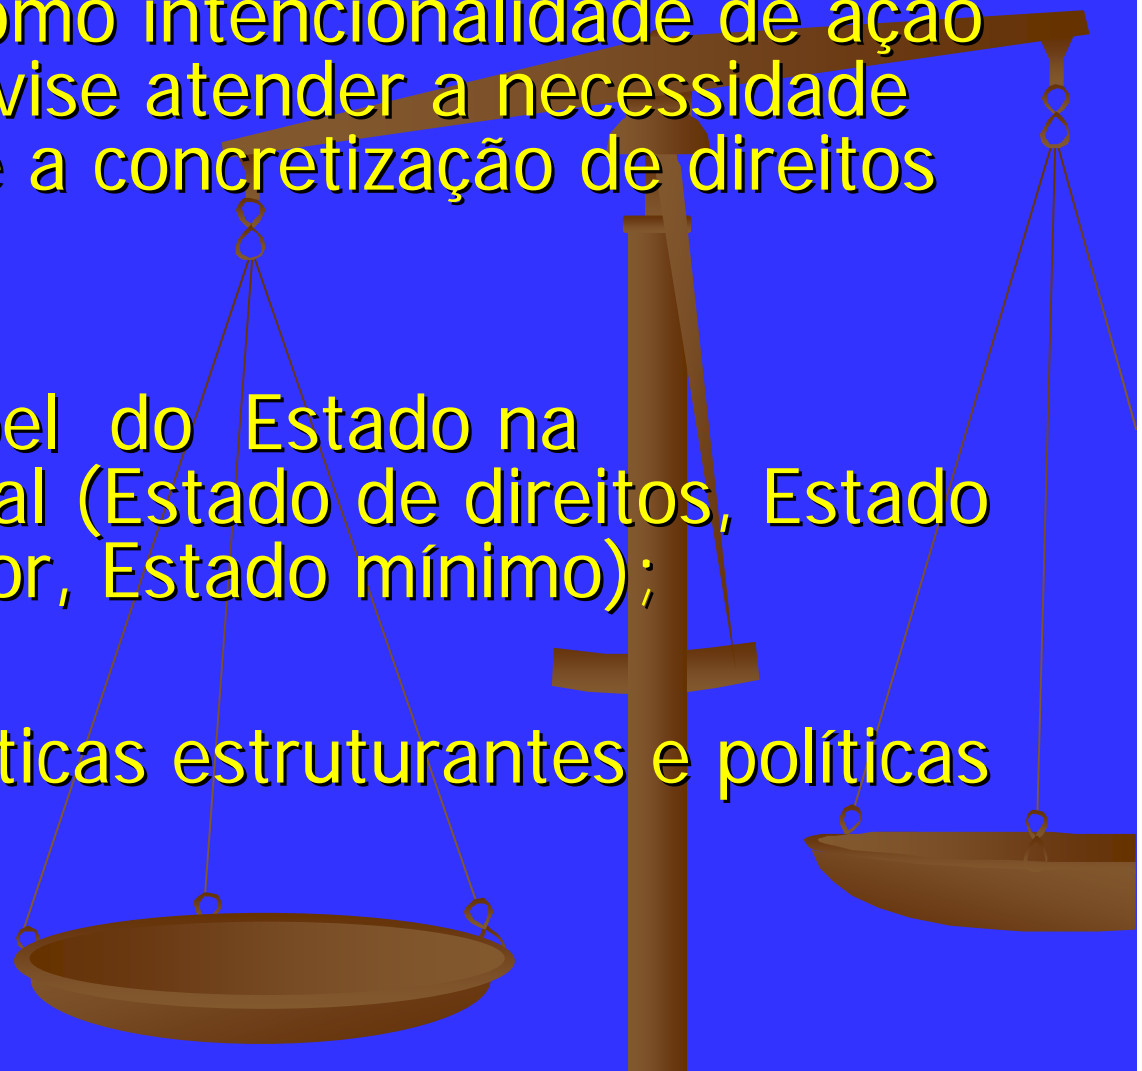 omo intencionalidade de ação
vise atender a necessidade
e a concretização de direitos
el do Estado na
al (Estado de direitos, Estado
or, Estado mínimo);
ticas estruturantes e políticas